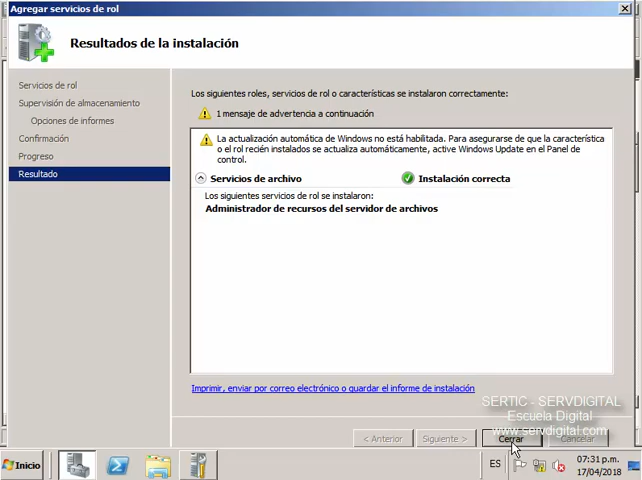 Agregar servicios de rol
Resultados de la instalación
Servicios de rol
Supervisión de almacenamiento
Opciones de informes
Confirmación
Progreso
Resultado
Los siguientes roles, servicios de rol o características se instalaron correctamente:
1 mensaje de advertencia a continuación
La actualización automática de Windows no está habilitada. Para asegurarse de que la característica
o el rol recién instalados se actualiza automáticamente, active Windows Update en el Panel de
control.
Servicios de archivo
Instalación correcta
Los siguientes servicios de rol se instalaron:
Administrador de recursos del servidor de archivos
Imprimir, enviar por correo electrónico o guardar el informe de instalación
SERTIC - SERVDIGITAL
Escuela Digital
www.servdigital.com
< Anterior
Siguiente >
Cerrar
Cancelar
Inicio
ES
07:31 p.m.
17/04/2018